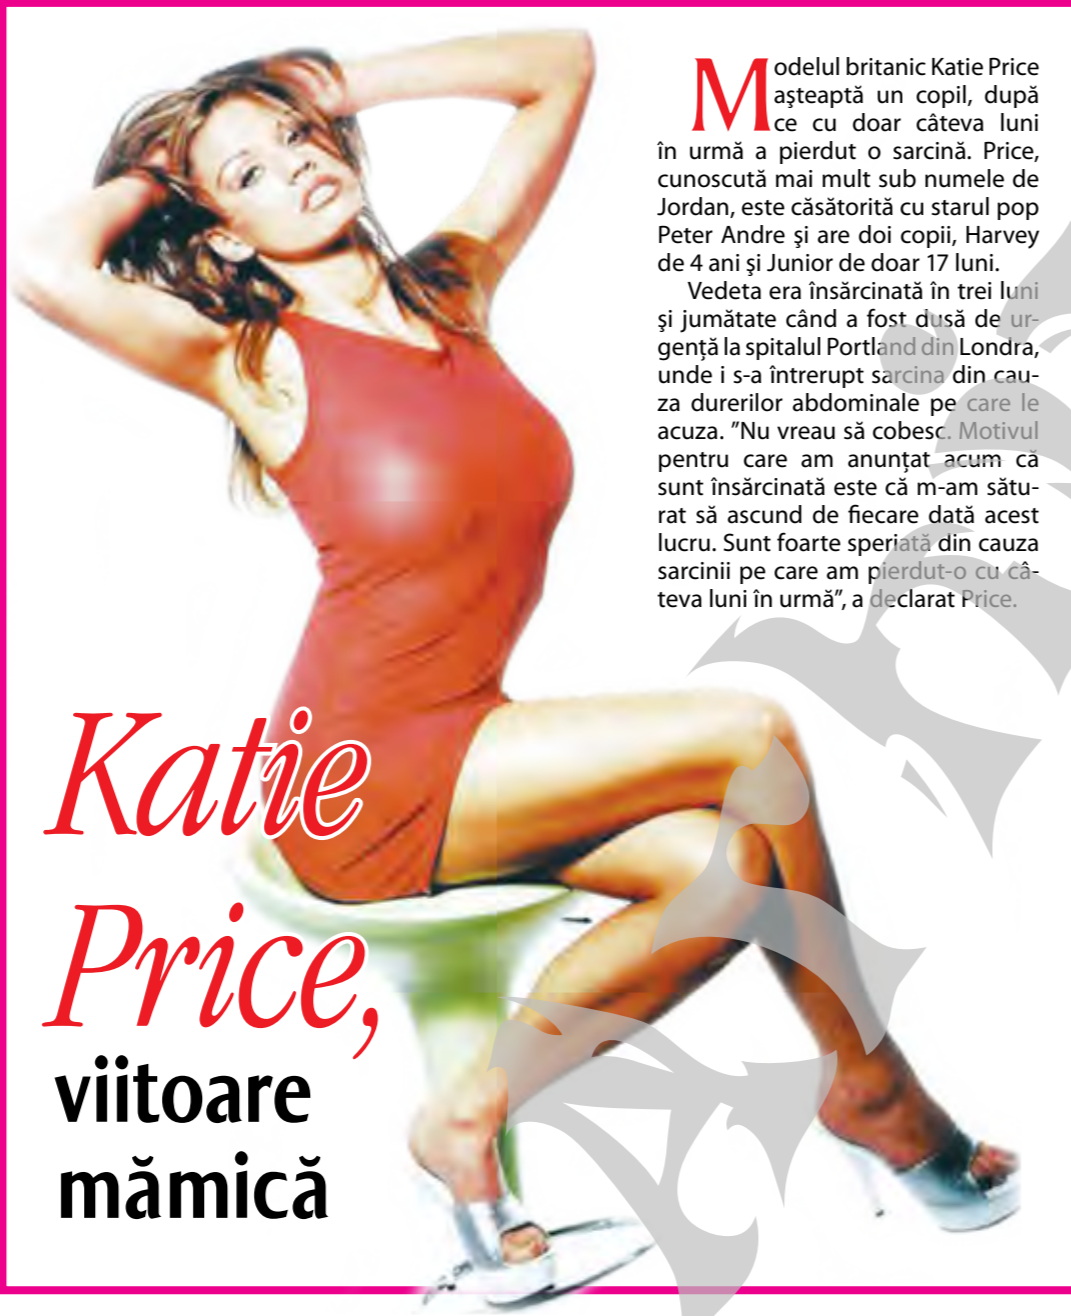 Modelul britanic Katie Price
aşteaptă un copil, după
ce cu doar câteva luni
în urmă a pierdut o sarcină. Price,
cunoscută mai mult sub numele de
Jordan, este căsătorită cu starul pop
Peter Andre şi are doi copii, Harvey
de 4 ani şi Junior de doar 17 luni.
Vedeta era însărcinată în trei luni
şi jumătate când a fost dusă de ur-
genţă la spitalul Portland din Londra,
unde i s-a întrerupt sarcina din cau-
za durerilor abdominale pe care le
acuza. ”Nu vreau să cobesc. Motivul
pentru care am anunţat acum că
sunt însărcinată este că m-am sătu-
rat să ascund de fiecare dată acest
lucru. Sunt foarte speriată din cauza
sarcinii pe care am pierdut-o cu câ-
teva luni în urmă”, a declarat Price.
Katie
Price,
viitoare
mămică